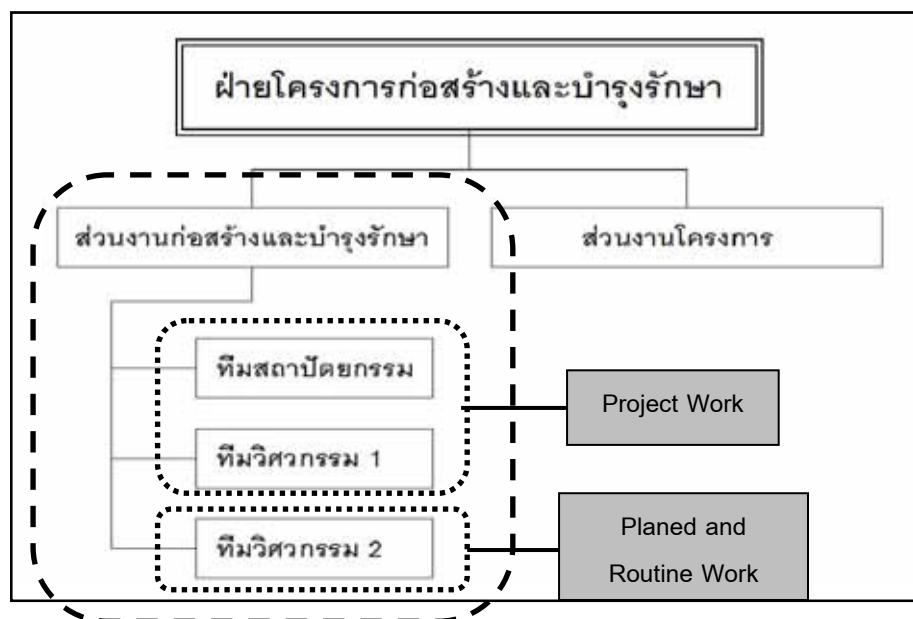 ฝ่ายโครงการก่อสร้างและบำรุงรักษา
ส่วนงานก่อสร้างและบำรุงรักษา
ส่วนงานโครงการ
ทีมสถาปัตยกรรม
Project Work
ทีมวิศวกรรม 1
ทีมวิศวกรรม 2
Planed and
Routine Work